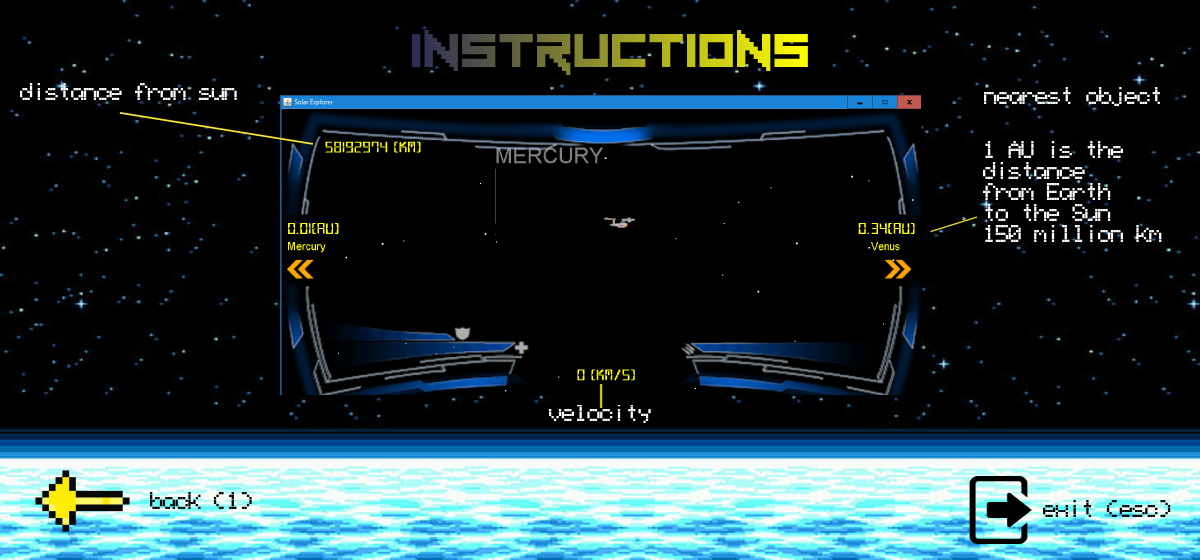 INSTRUCTIONS
distance from sun
nearest object
Solar Explorer
58192974 (KM)
MERCURY
1 AU is the
distance
from Earth
to the Sun
150 million km
0.01(AU)
Mercury
0.34(AU)
Venus
0 (KM/S)
velocity
back (1)
exit (esc)